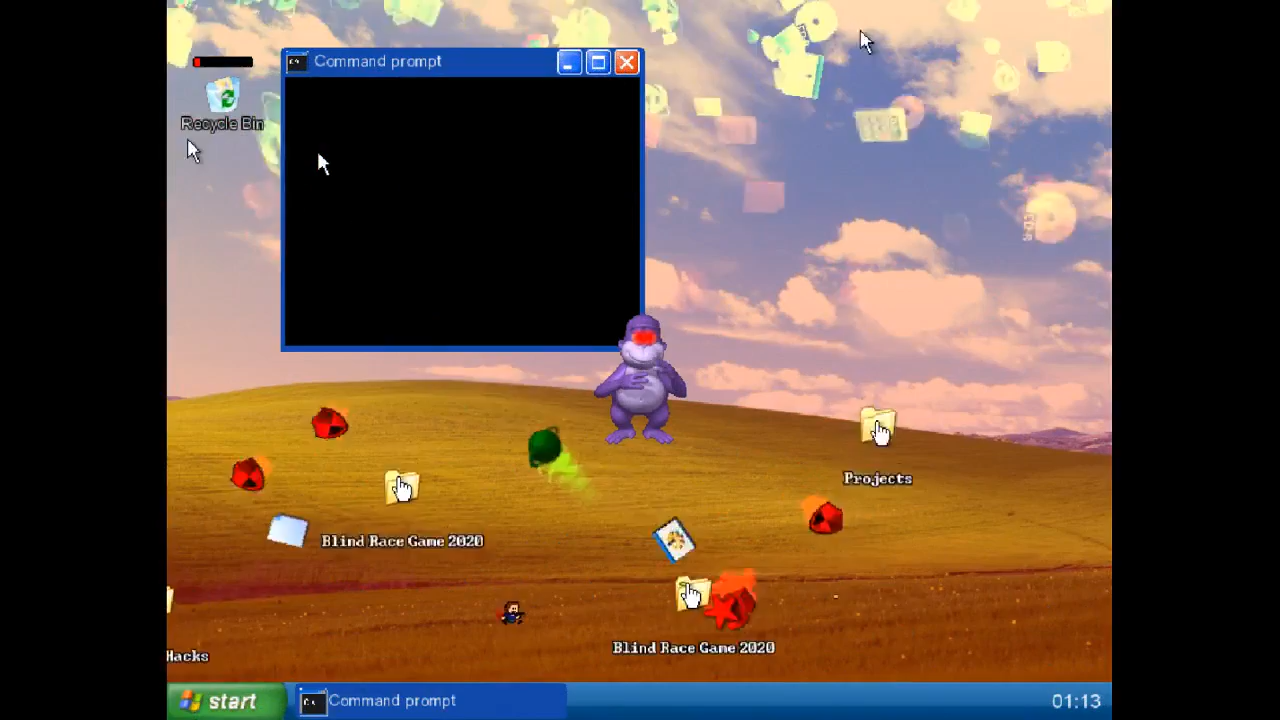 Command prompt
Recycle Bin
Projects
Blind Race Game 2020
Blind Race Game 2020
Hacks
start
Command prompt
01:13